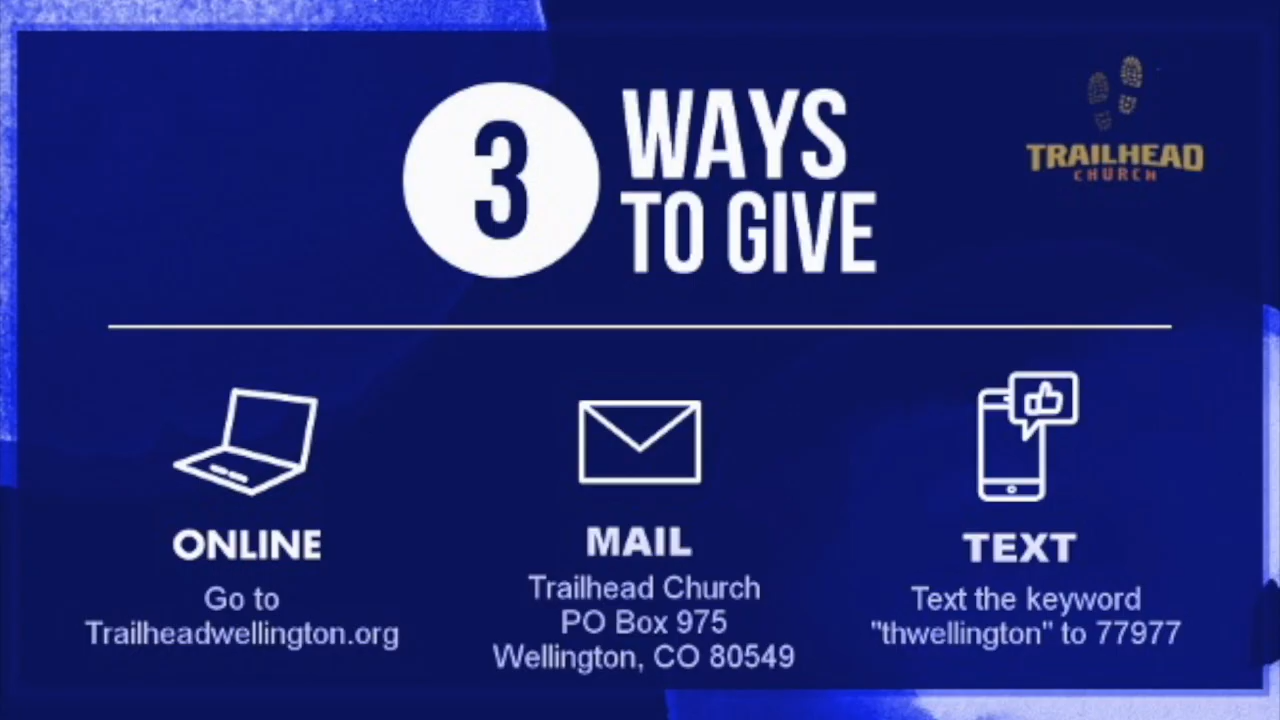 3 WAYS
TO GIVE
TRAILHEAD
CHURCH
ONLINE
Go to
Trailheadwellington.org
MAIL
Trailhead Church
PO Box 975
Wellington, CO 80549
TEXT
Text the keyword
"thwellington" to 77977